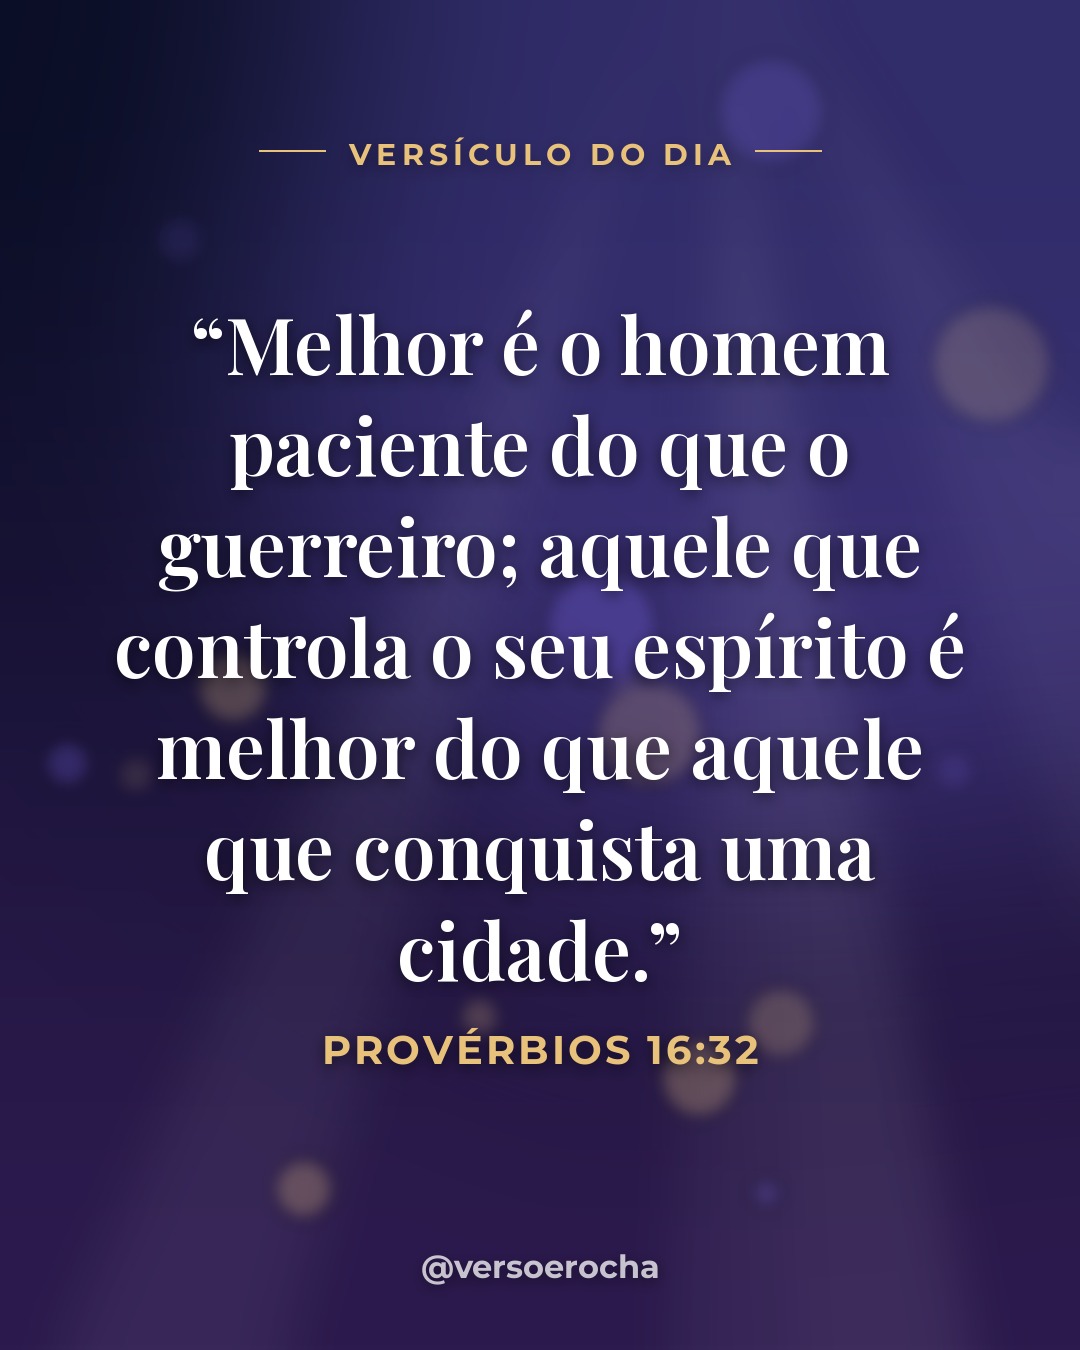 VERSÍCULO DO DIA
“Melhor é o homem
paciente do que o
guerreiro; aquele que
controla o seu espírito é
melhor do que aquele
que conquista uma
cidade.”
PROVÉRBIOS 16:32
@versoerocha